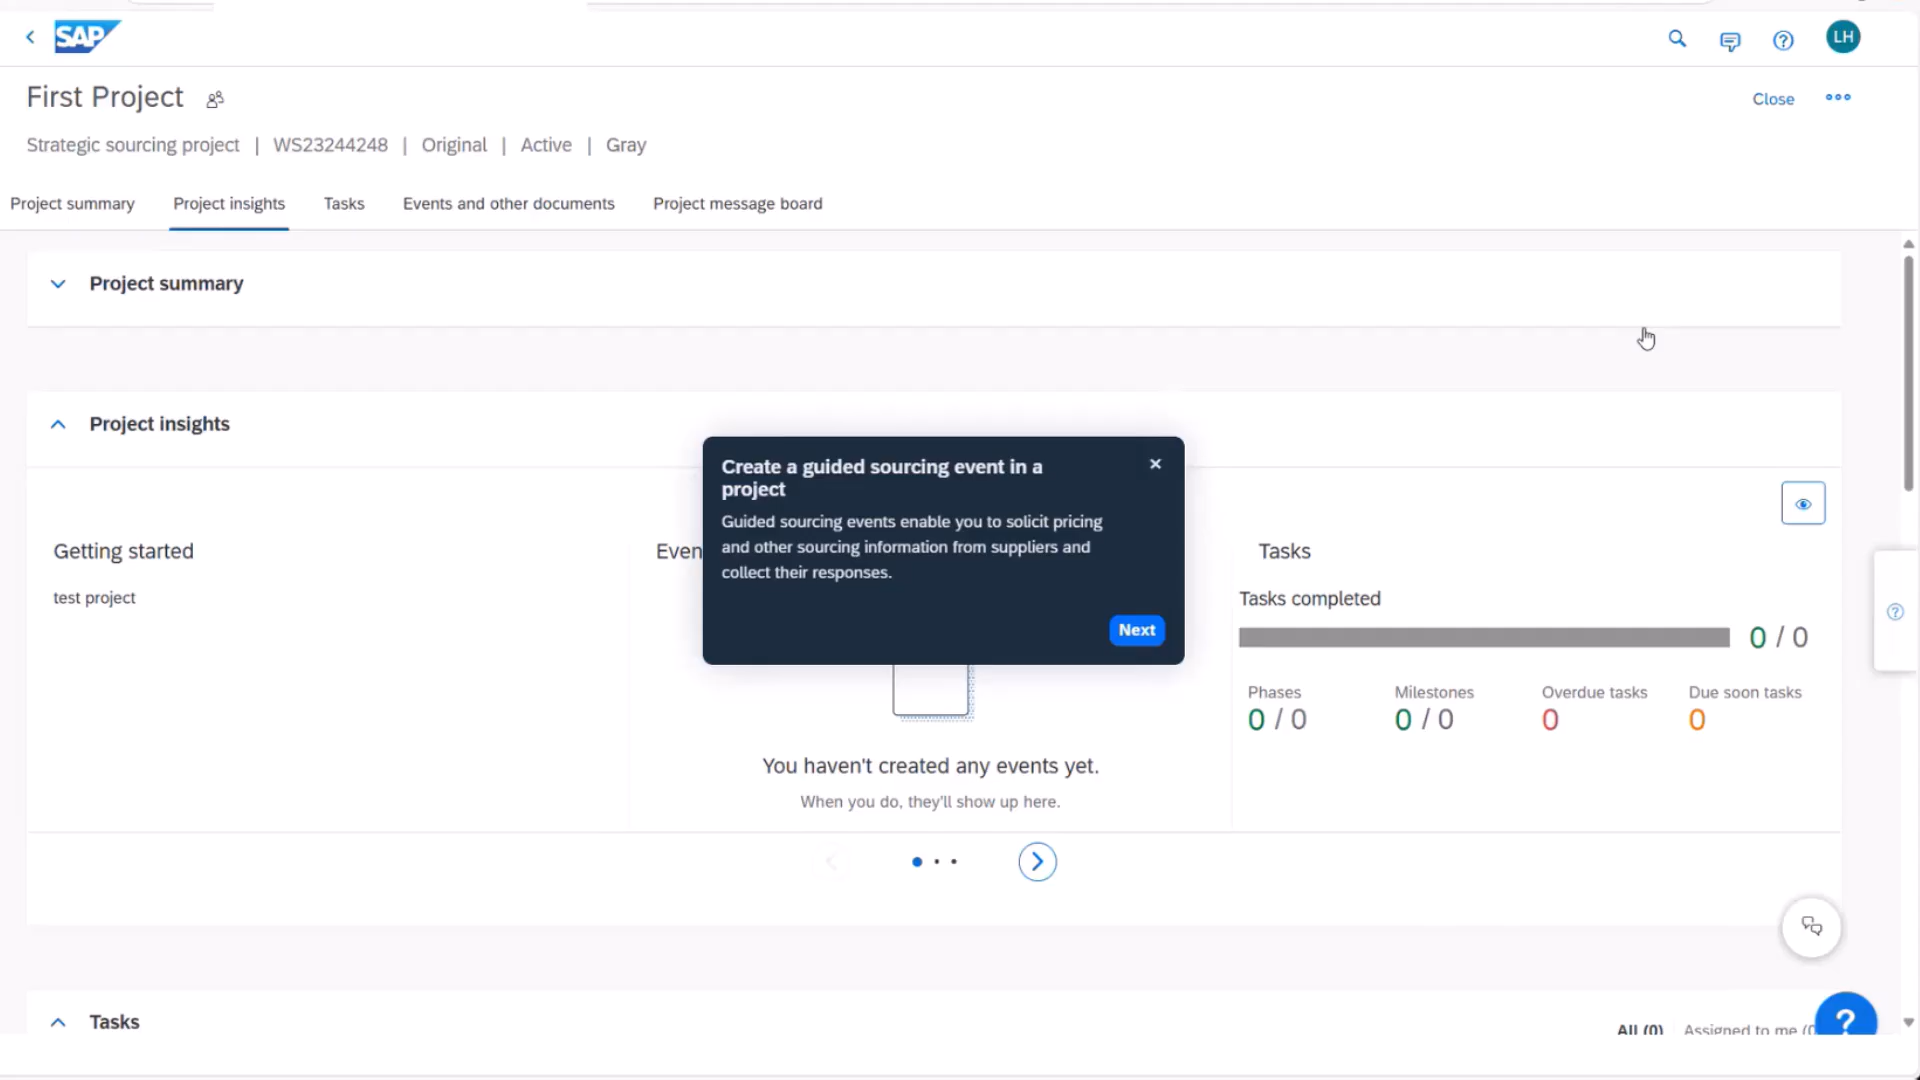 SAP
LH
First Project
Close
Strategic sourcing project | WS23244248 | Original | Active | Gray
Project summary
Project insights
Tasks
Events and other documents
Project message board
Project summary
Project insights
Create a guided sourcing event in a
project
Guided sourcing events enable you to solicit pricing
and other sourcing information from suppliers and
collect their responses.
Next
Getting started
test project
Even
You haven't created any events yet.
When you do, they'll show up here.
Tasks
Tasks completed
0 / 0
Phases
0 / 0
Milestones
0 / 0
Overdue tasks
0
Due soon tasks
0
Tasks
All (0)
Assigned to me (0
?